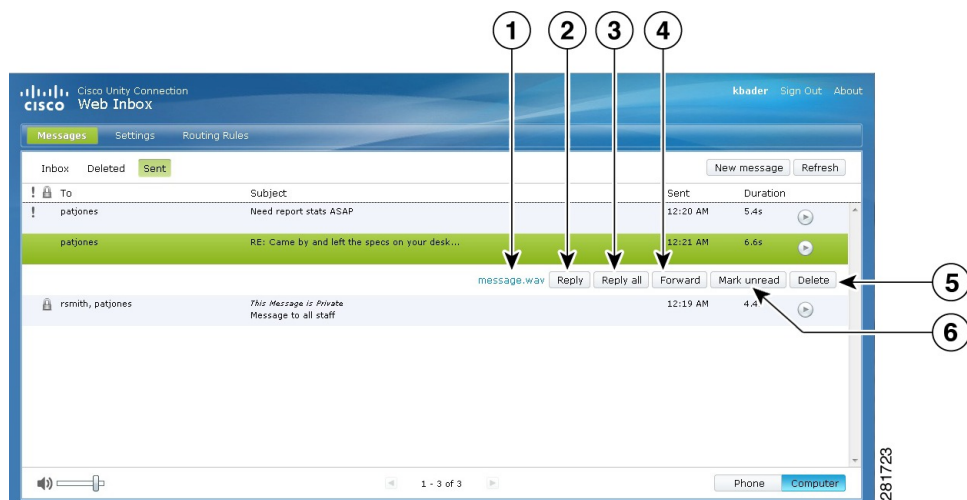 1 2 3 4
Cisco Unity Connection
kbader Sign Out About
CISCO Web Inbox
Messages Settings Routing Rules
Inbox Deleted Sent New message Refresh
! To Subject Sent Duration
! patjones Need report stats ASAP 12:20 AM 5.4s
patjones RE: Came by and left the specs on your desk... 12:21 AM 6.6s
message.wav Reply Reply all Forward Mark unread Delete 5
rsmith, patjones This Message is Private 12:19 AM 4.4
Message to all staff
6
1 - 3 of 3 Phone Computer
281723